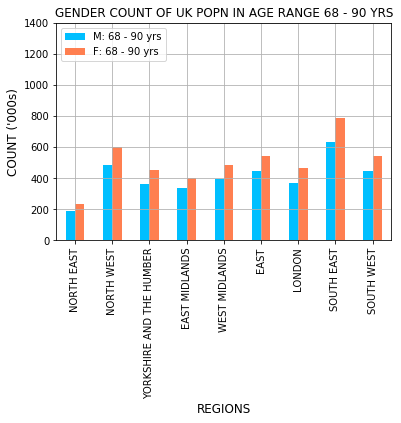 GENDER COUNT OF UK POPN IN AGE RANGE 68 - 90 YRS
M: 68 - 90 yrs
F: 68 - 90 yrs
COUNT ('000s)
1400
1200
1000
800
600
400
200
0
NORTH EAST
NORTH WEST
YORKSHIRE AND THE HUMBER
EAST MIDLANDS
WEST MIDLANDS
EAST
LONDON
SOUTH EAST
SOUTH WEST
REGIONS